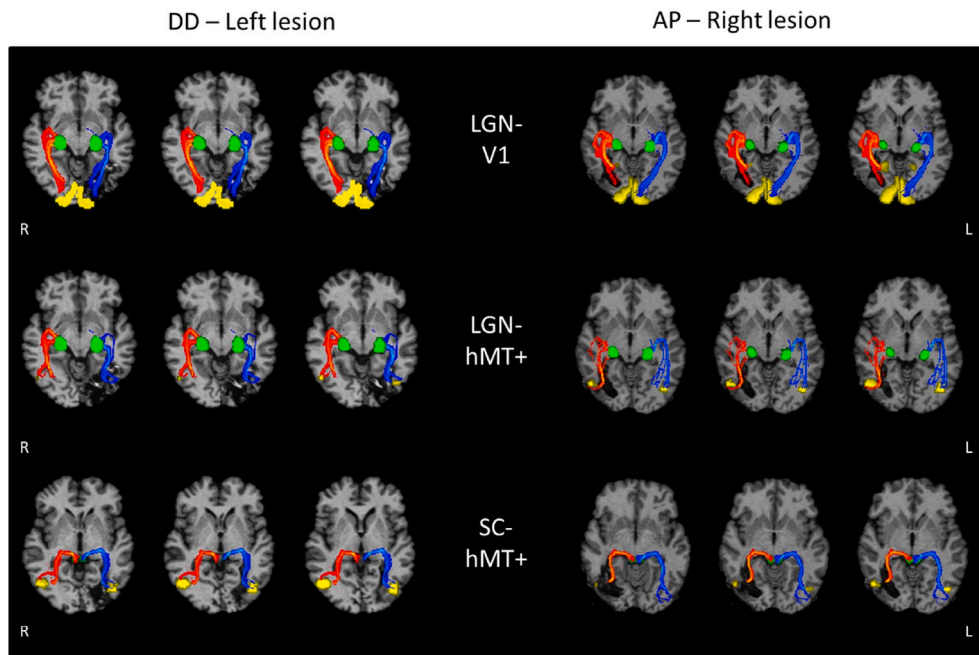 DD – Left lesion
AP – Right lesion
LGN-
V1
R
L
LGN-
hMT+
R
L
SC-
hMT+
R
L